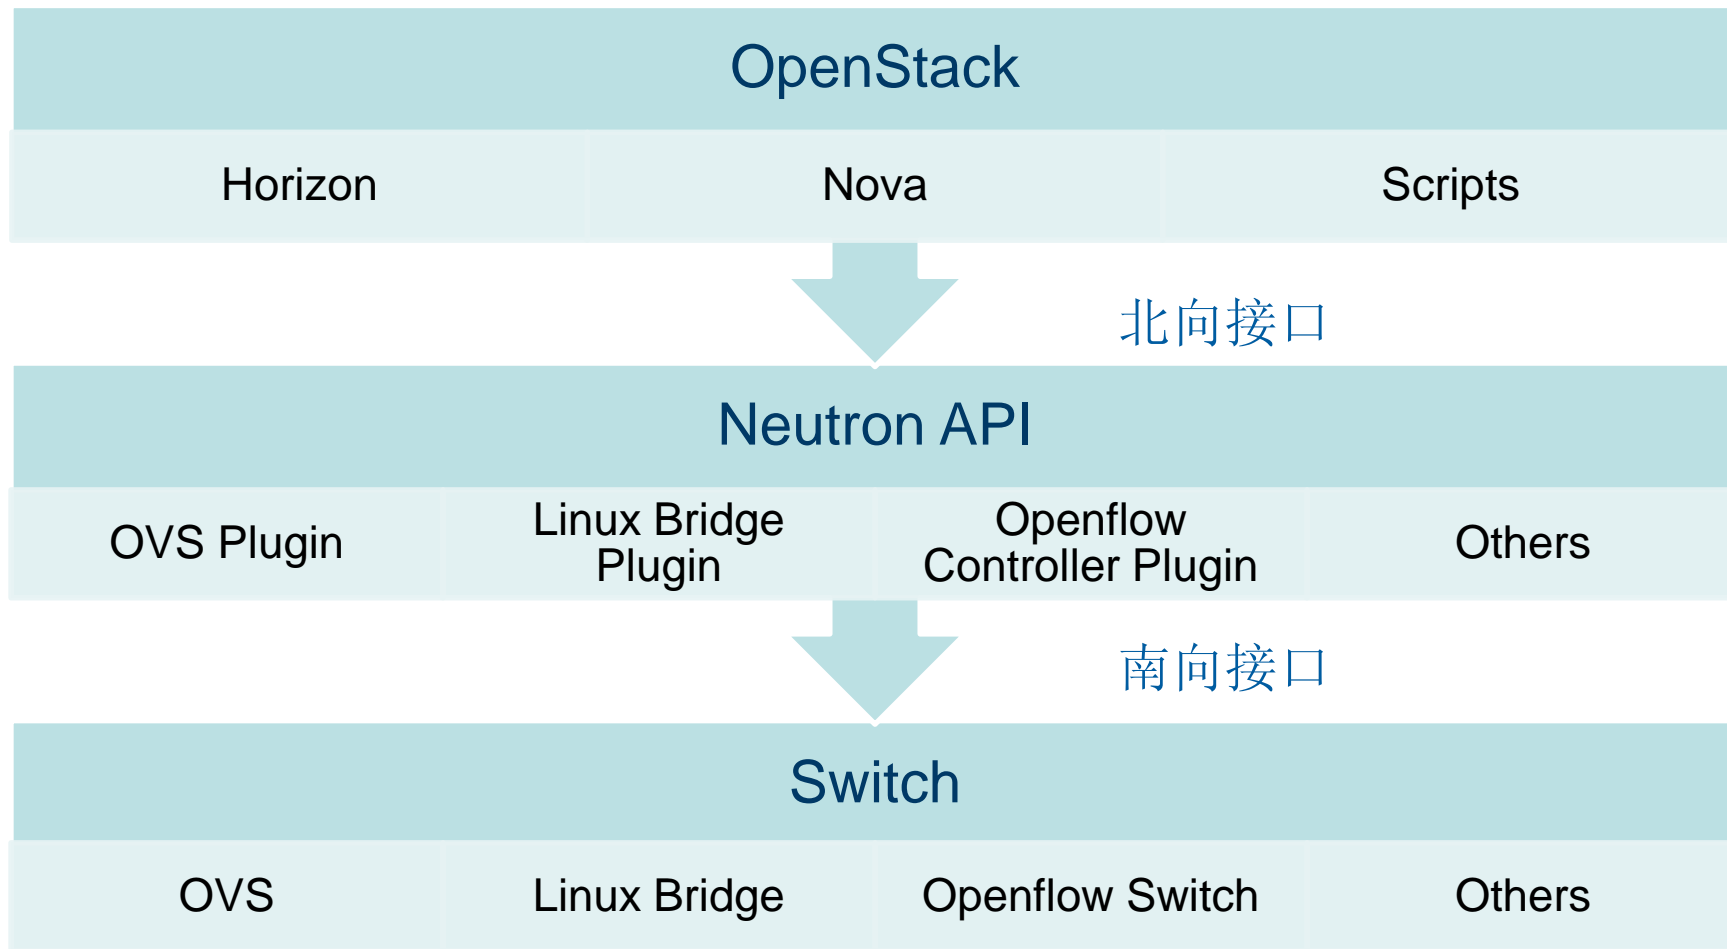 OpenStack
Horizon
Nova
Scripts
北向接口
Neutron API
OVS Plugin
Linux Bridge
Plugin
Openflow
Controller Plugin
Others
南向接口
Switch
OVS
Linux Bridge
Openflow Switch
Others